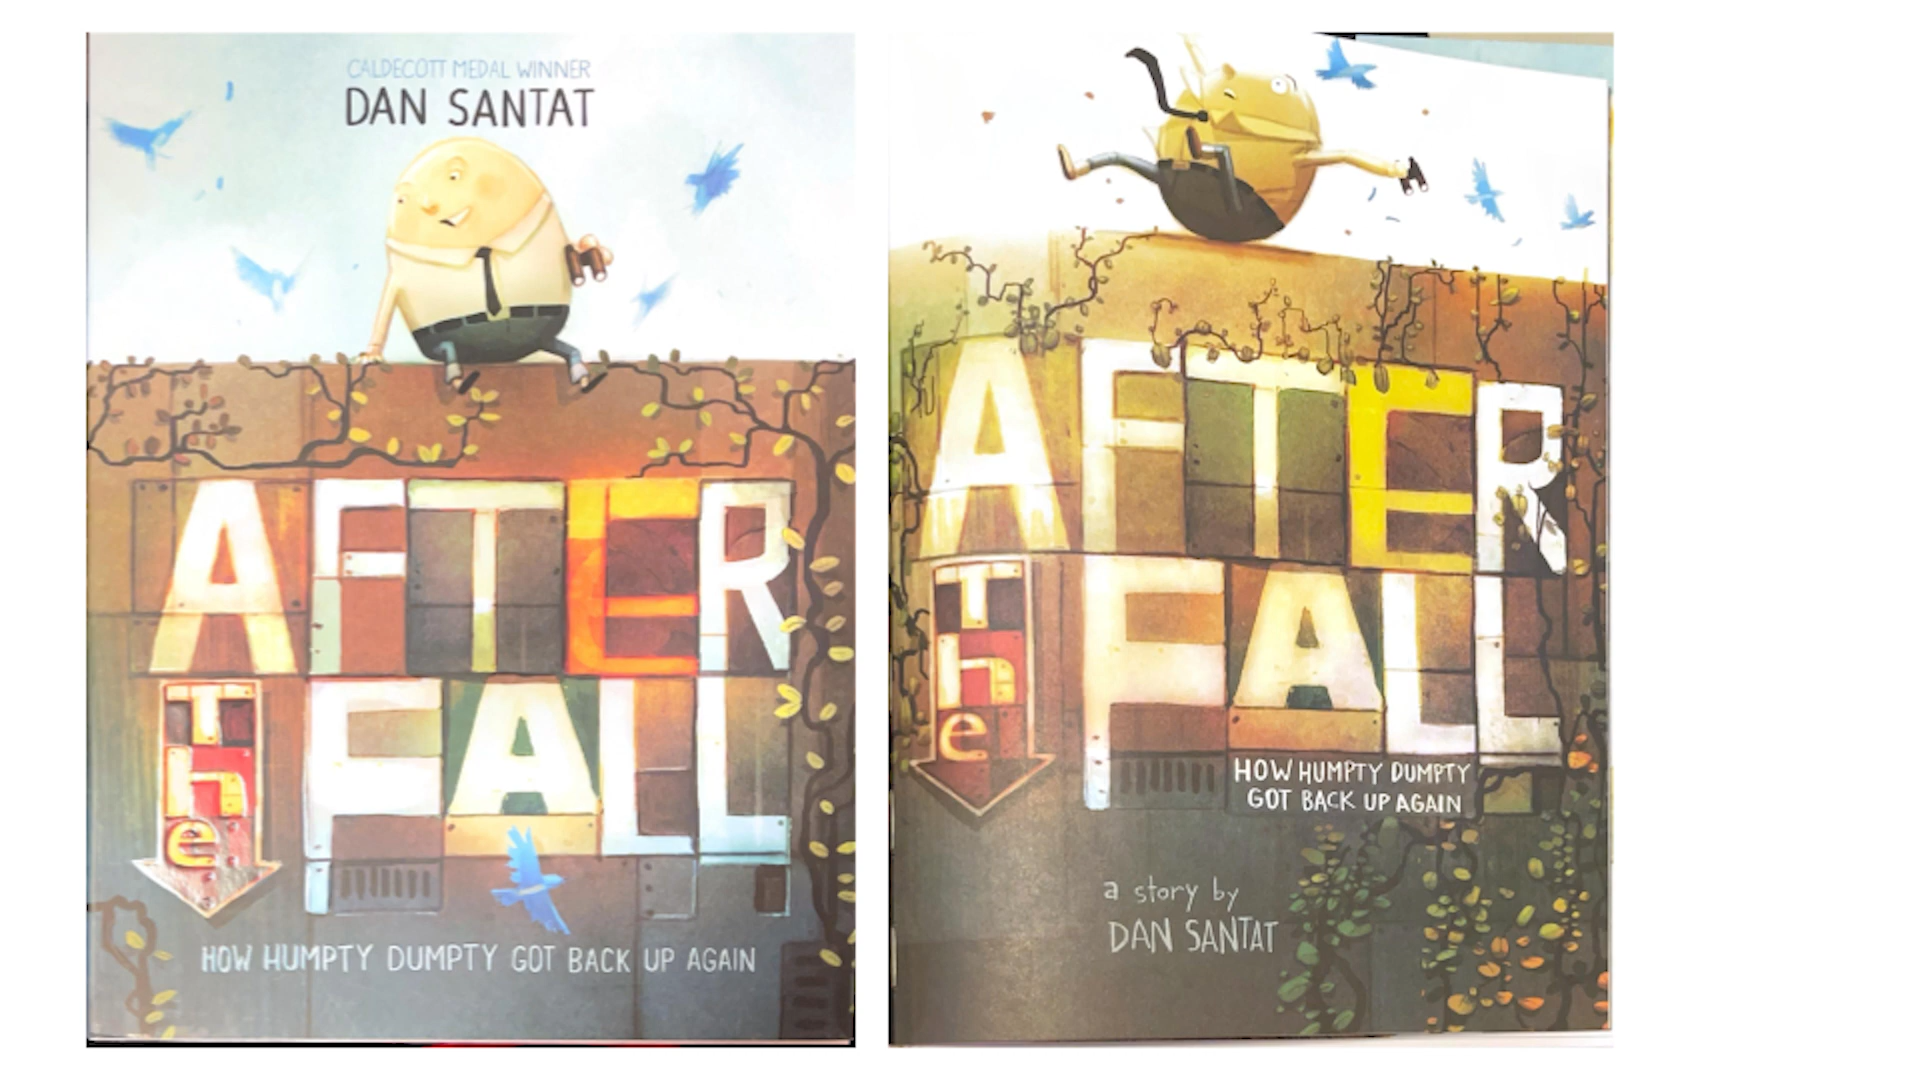 CALDECOTT MEDAL WINNER
DAN SANTAT
AFTER
The
FALL
HOW HUMPTY DUMPTY GOT BACK UP AGAIN
AFTER
The
FALL
HOW HUMPTY DUMPTY
GOT BACK UP AGAIN
a story by
DAN SANTAT